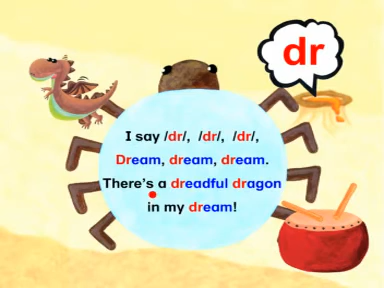 dr
I say /dr/, /dr/, /dr/,
Dream, dream, dream.
There's a dreadful dragon
in my dream!